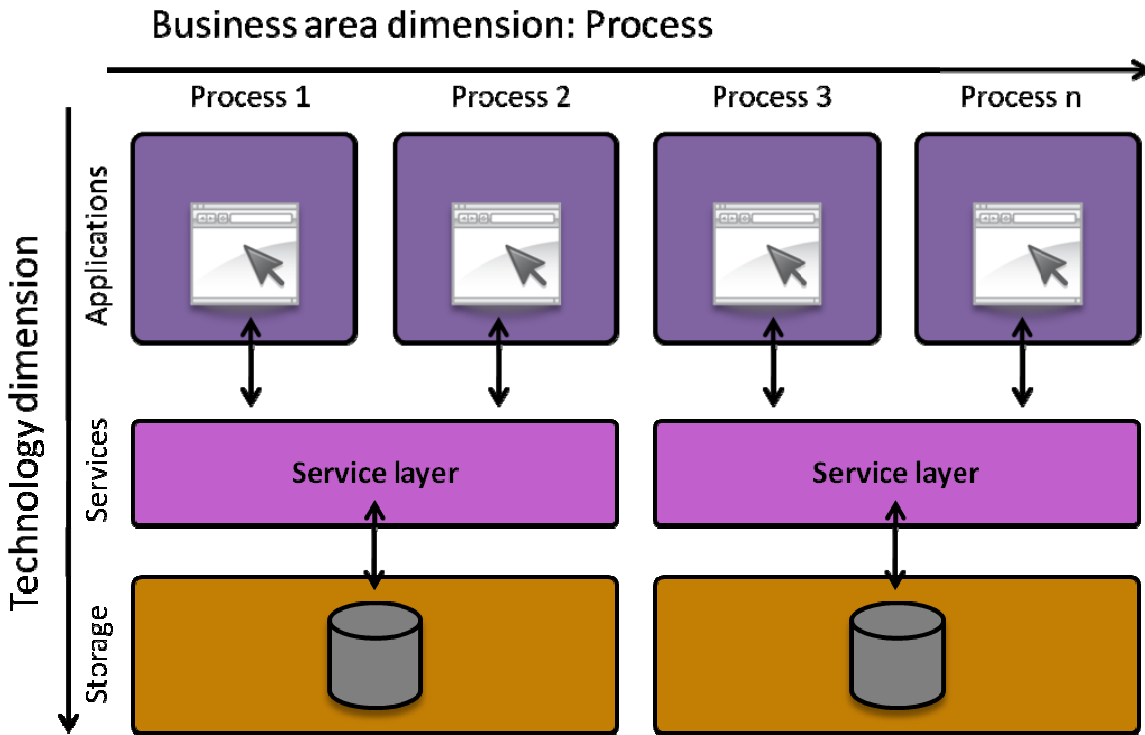 Business area dimension: Process
Process 1
Process 2
Process 3
Process n
Technology dimension
Applications
Services
Service layer
Service layer
Storage